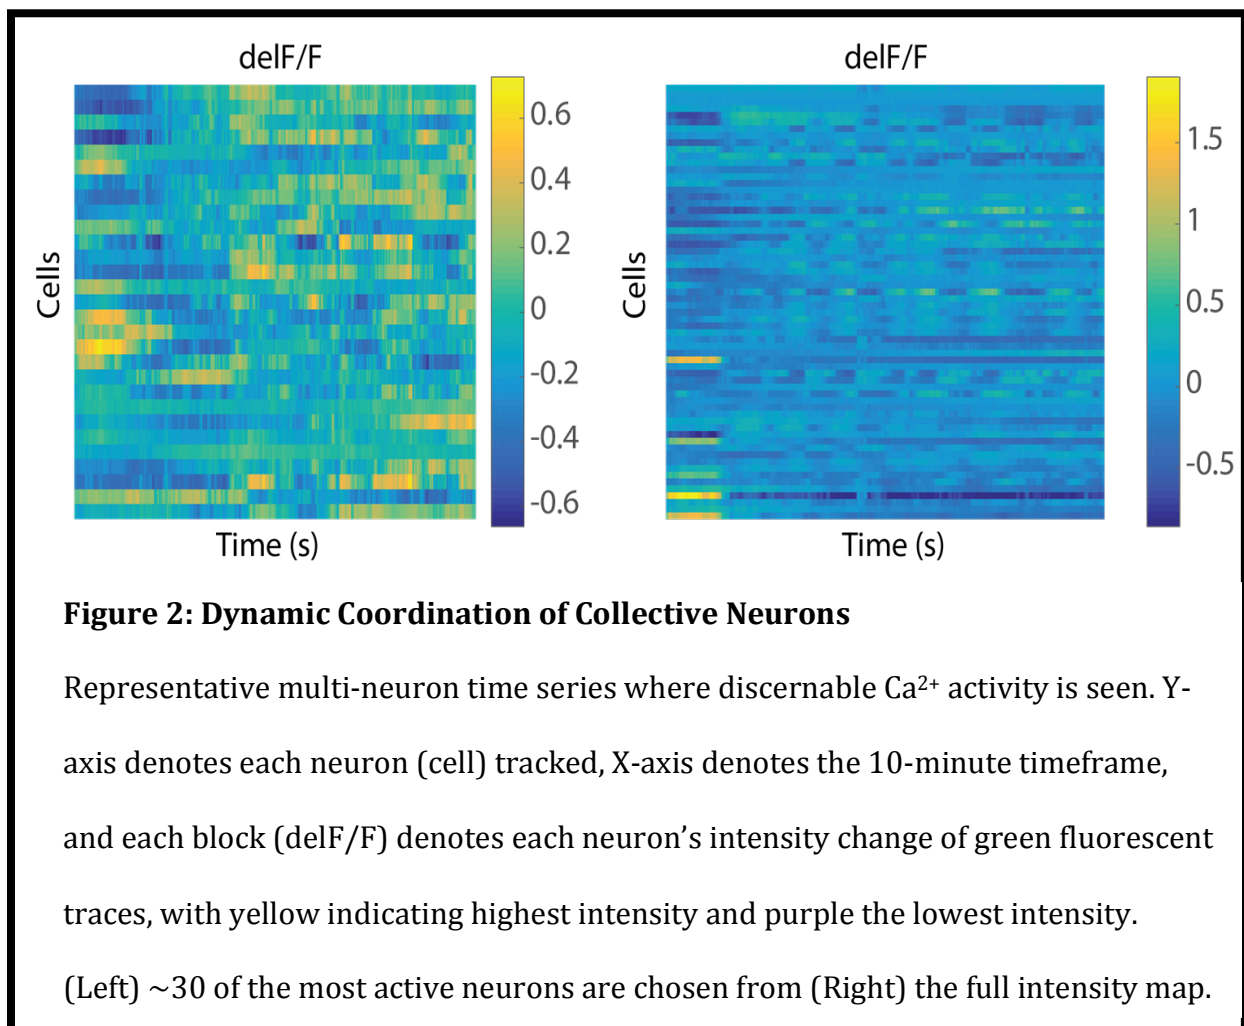 delF/F
0.6
0.4
0.2
0
-0.2
-0.4
-0.6
Cells
Time (s)
delF/F
1.5
1
0.5
0
-0.5
Cells
Time (s)
Figure 2: Dynamic Coordination of Collective Neurons
Representative multi-neuron time series where discernable Ca²⁺ activity is seen. Y-
axis denotes each neuron (cell) tracked, X-axis denotes the 10-minute timeframe,
and each block (delF/F) denotes each neuron’s intensity change of green fluorescent
traces, with yellow indicating highest intensity and purple the lowest intensity.
(Left) ~30 of the most active neurons are chosen from (Right) the full intensity map.